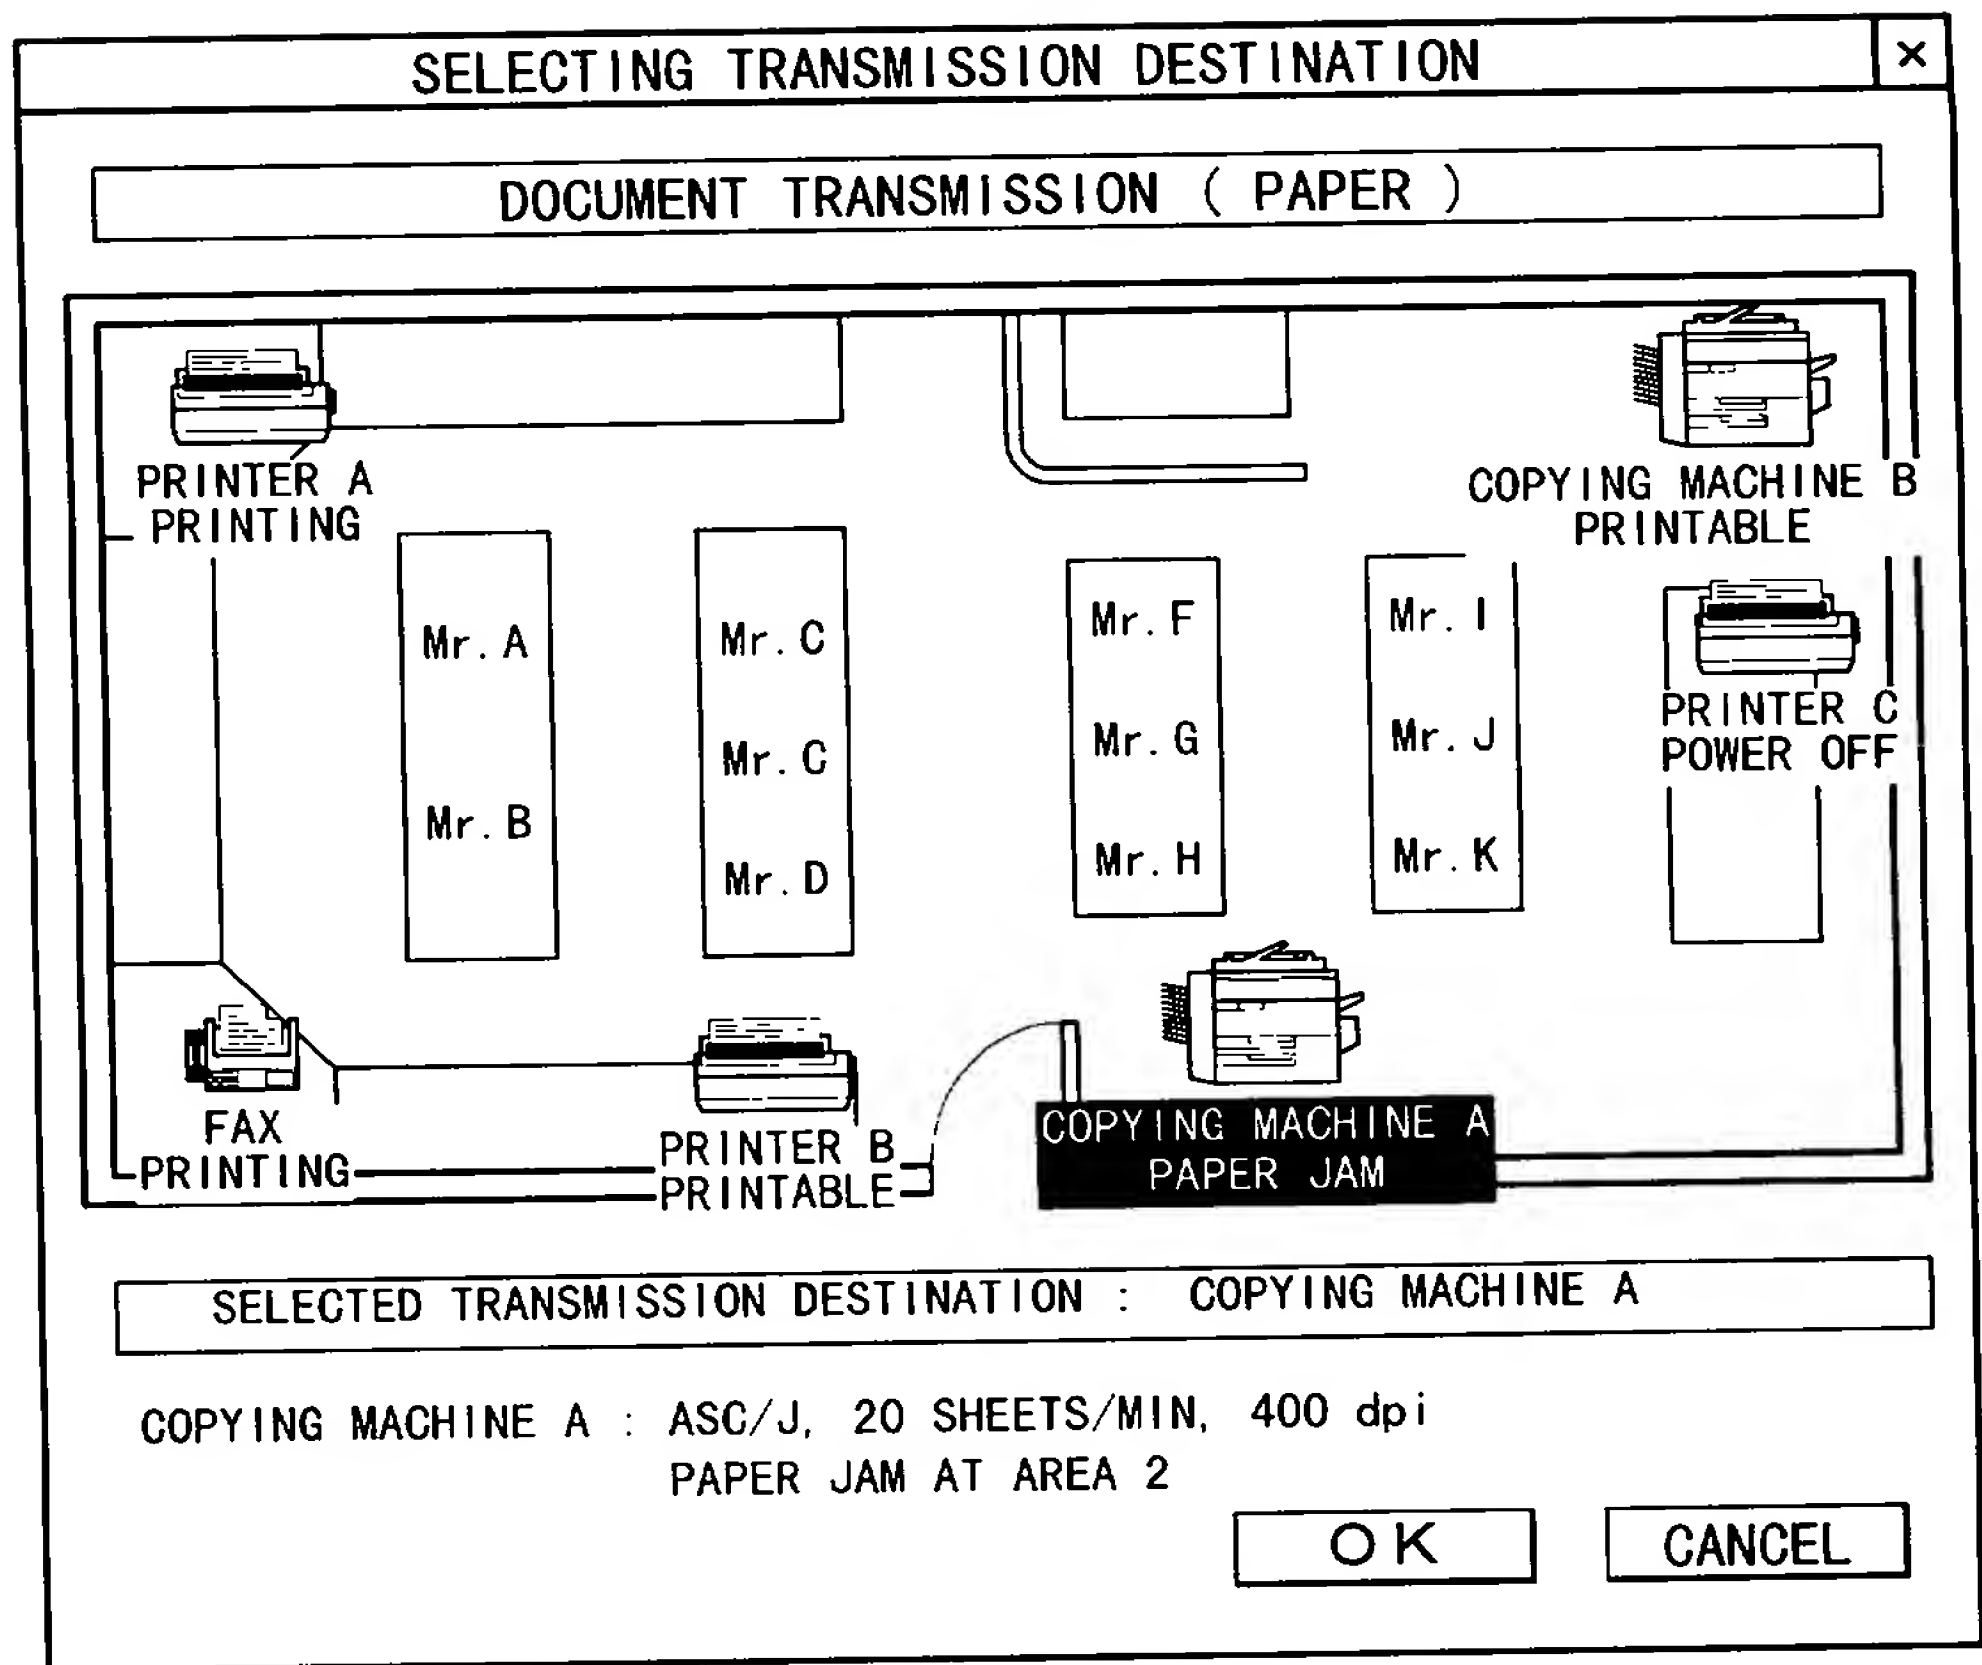 SELECTING TRANSMISSION DESTINATION ×
DOCUMENT TRANSMISSION ( PAPER )
PRINTER A
PRINTING
COPYING MACHINE B
PRINTABLE
Mr. A
Mr. B
Mr. C
Mr. C
Mr. D
Mr. F
Mr. G
Mr. H
Mr. I
Mr. J
Mr. K
PRINTER C
POWER OFF
FAX
PRINTING
PRINTER B
PRINTABLE
COPYING MACHINE A
PAPER JAM
SELECTED TRANSMISSION DESTINATION : COPYING MACHINE A
COPYING MACHINE A : ASC/J, 20 SHEETS/MIN, 400 dpi
PAPER JAM AT AREA 2
OK
CANCEL